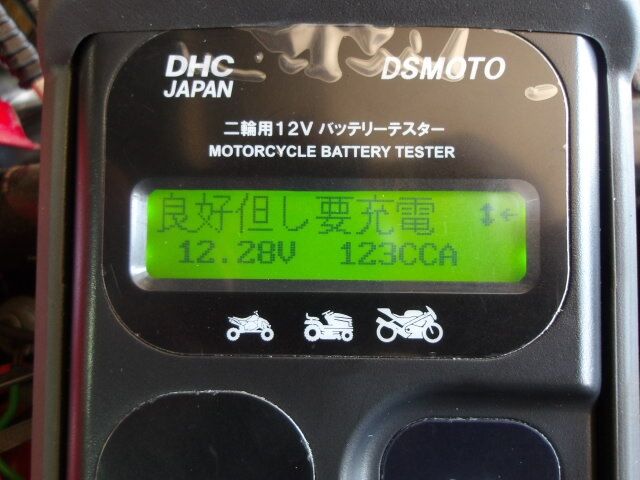 DHC DSMOTO
JAPAN
二輪用12V バッテリーテスター
MOTORCYCLE BATTERY TESTER
良好但し要充電 ↕←
12.28V 123CCA